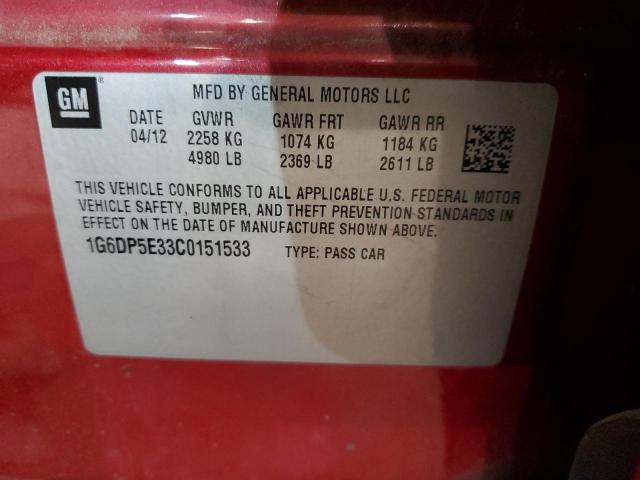 GM ®
MFD BY GENERAL MOTORS LLC
DATE GVWR GAWR FRT GAWR RR
04/12 2258 KG 1074 KG 1184 KG
4980 LB 2369 LB 2611 LB
THIS VEHICLE CONFORMS TO ALL APPLICABLE U.S. FEDERAL MOTOR
VEHICLE SAFETY, BUMPER, AND THEFT PREVENTION STANDARDS IN
EFFECT ON THE DATE OF MANUFACTURE SHOWN ABOVE.
1G6DP5E33C0151533 TYPE: PASS CAR